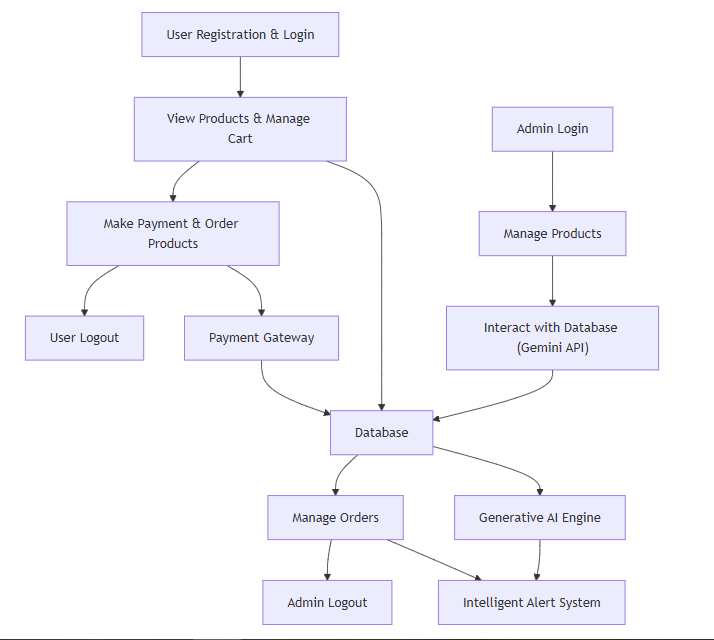 User Registration & Login
View Products & Manage
Cart
Admin Login
Make Payment & Order
Products
Manage Products
User Logout
Payment Gateway
Interact with Database
(Gemini API)
Database
Manage Orders
Generative AI Engine
Admin Logout
Intelligent Alert System